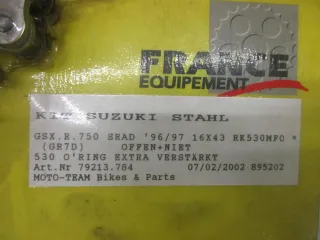 FRANCE
EQUIPEMENT
KIT SUZUKI STAHL
GSX.R.750 SRAD '96/97 16X43 RK530MFO *
(GR7D) OFFEN+NIET
530 O'RING EXTRA VERSTÄRKT
Art.Nr 79213.784 07/02/2002 895202
MOTO-TEAM Bikes & Parts